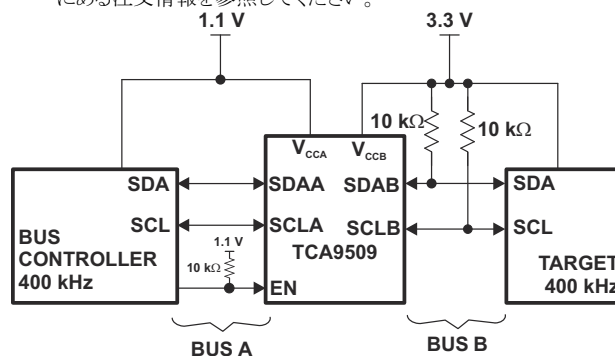 にある注文情報を参照してください。
1.1 V
3.3 V
10 kΩ
10 kΩ
VCCA
VCCB
SDA
SDAA
SDAB
SDA
SCL
SCLA
SCLB
SCL
BUS
CONTROLLER
400 kHz
1.1 V
10 kΩ
TCA9509
EN
TARGET
400 kHz
BUS A
BUS B